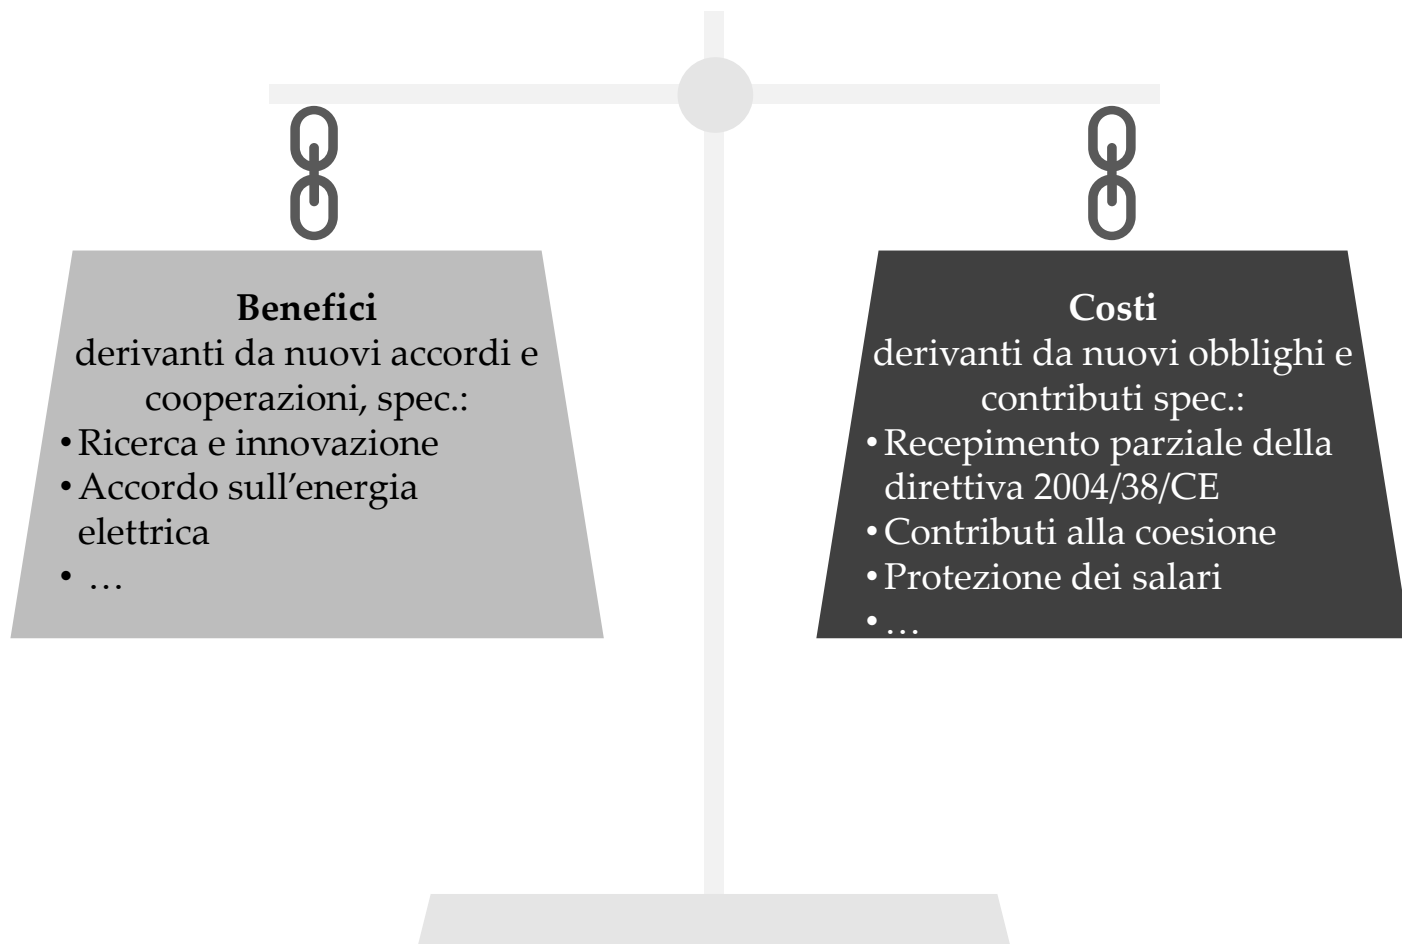 Benefici
derivanti da nuovi accordi e
cooperazioni, spec.:
• Ricerca e innovazione
• Accordo sull’energia
elettrica
• …
Costi
derivanti da nuovi obblighi e
contributi spec.:
• Recepimento parziale della
direttiva 2004/38/CE
• Contributi alla coesione
• Protezione dei salari
• …